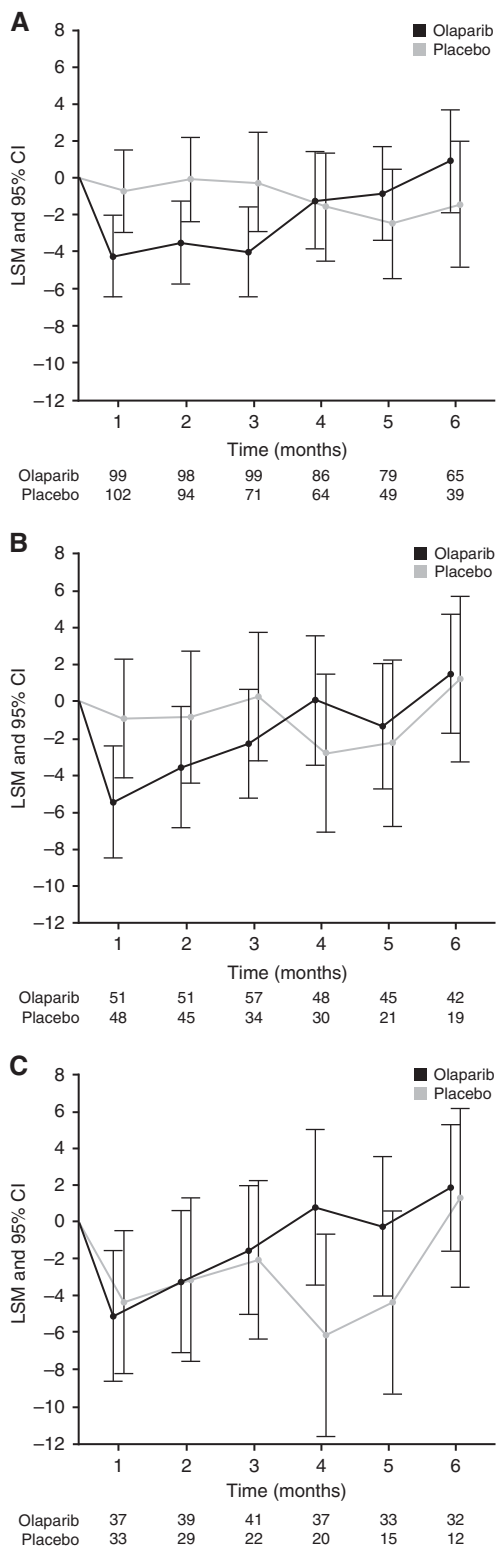 A
Olaparib
Placebo
8
6
4
2
0
–2
–4
–6
–8
–10
–12
LSM and 95% CI
1 2 3 4 5 6
Time (months)
Olaparib 99 98 99 86 79 65
Placebo 102 94 71 64 49 39
B
Olaparib
Placebo
8
6
4
2
0
–2
–4
–6
–8
–10
–12
LSM and 95% CI
1 2 3 4 5 6
Time (months)
Olaparib 51 51 57 48 45 42
Placebo 48 45 34 30 21 19
C
Olaparib
Placebo
8
6
4
2
0
–2
–4
–6
–8
–10
–12
LSM and 95% CI
1 2 3 4 5 6
Time (months)
Olaparib 37 39 41 37 33 32
Placebo 33 29 22 20 15 12